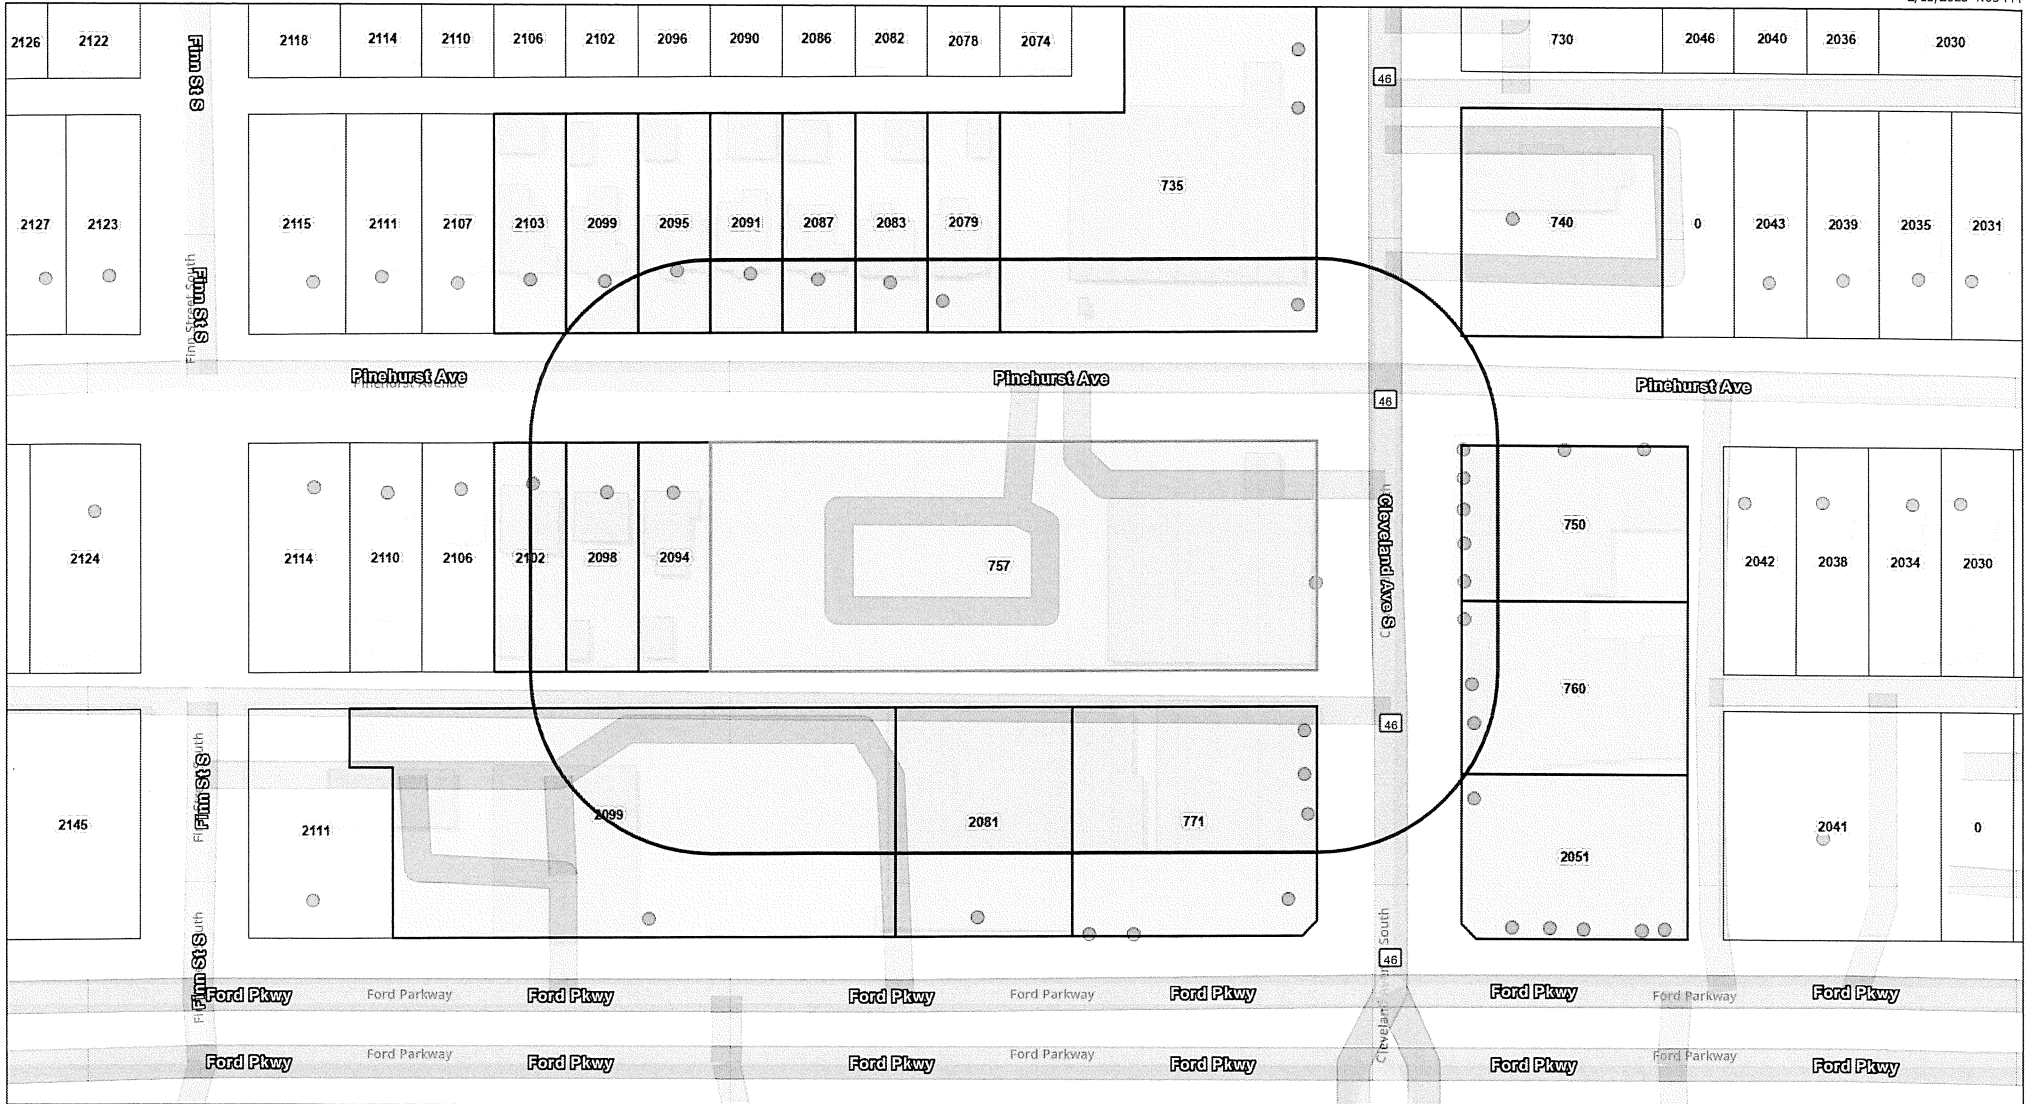 2126 2122 2118 2114 2110 2106 2102 2096 2090 2086 2082 2078 2074 730 2046 2040 2036 2030
Finn St S
46
735
2127 2123 2115 2111 2107 2103 2099 2095 2091 2087 2083 2079 740 0 2043 2039 2035 2031
Finn Street South
Finn St S
Pinehurst Ave Pinehurst Ave Pinehurst Ave
Pinehurst Avenue
46
2124 2114 2110 2106 2102 2098 2094 757 750 2042 2038 2034 2030
Cleveland Ave S
760
46
Finn St S
2145 2111 2099 2081 771 2051 2041 0
Finn St S
Cleveland Avenue South
46
Ford Pkwy Ford Parkway Ford Pkwy Ford Pkwy Ford Parkway Ford Pkwy Ford Pkwy Ford Parkway Ford Pkwy
Ford Pkwy Ford Parkway Ford Pkwy Ford Pkwy Ford Parkway Ford Pkwy Ford Pkwy Ford Parkway Ford Pkwy